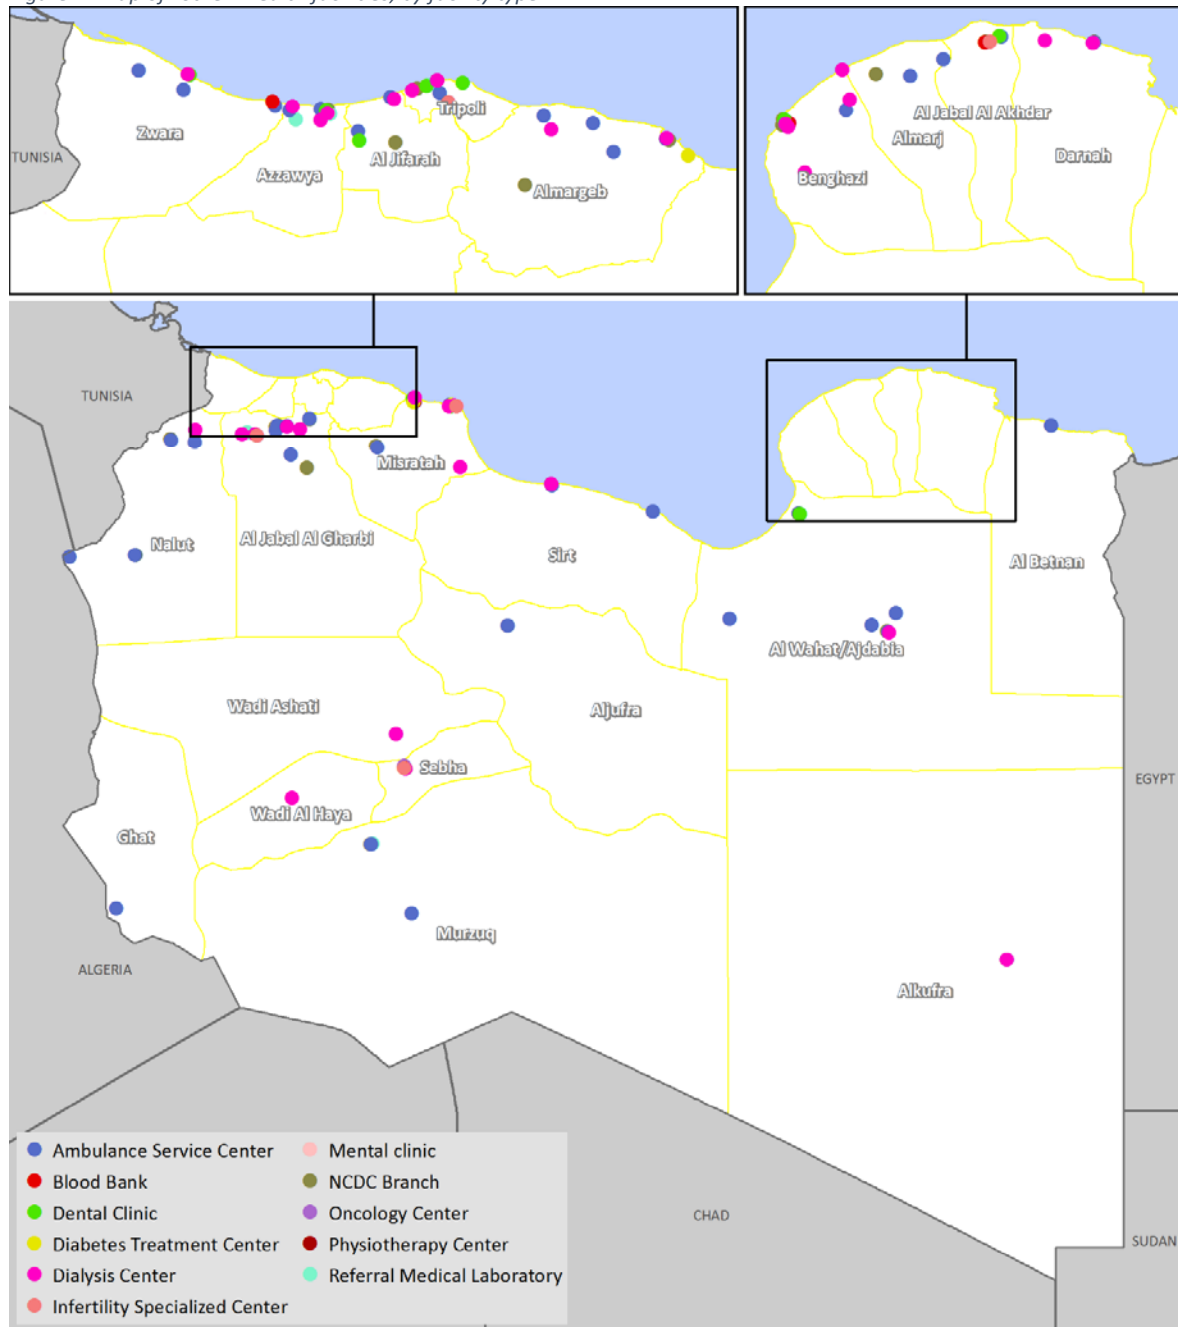 TUNISIA
Zwara
Azzawya
Al Jifarah
Tripoli
Almargeb
Benghazi
Almarj
Al Jabal Al Akhdar
Darnah
TUNISIA
Misratah
Nalut
Al Jabal Al Gharbi
Sirt
Al Betnan
Al Wahat/Ajdabia
Wadi Ashati
Aljufra
Sebha
EGYPT
Wadi Al Haya
Ghat
Murzuq
ALGERIA
Alkufra
CHAD
SUDAN
Ambulance Service Center
Blood Bank
Dental Clinic
Diabetes Treatment Center
Dialysis Center
Infertility Specialized Center
Mental clinic
NCDC Branch
Oncology Center
Physiotherapy Center
Referral Medical Laboratory